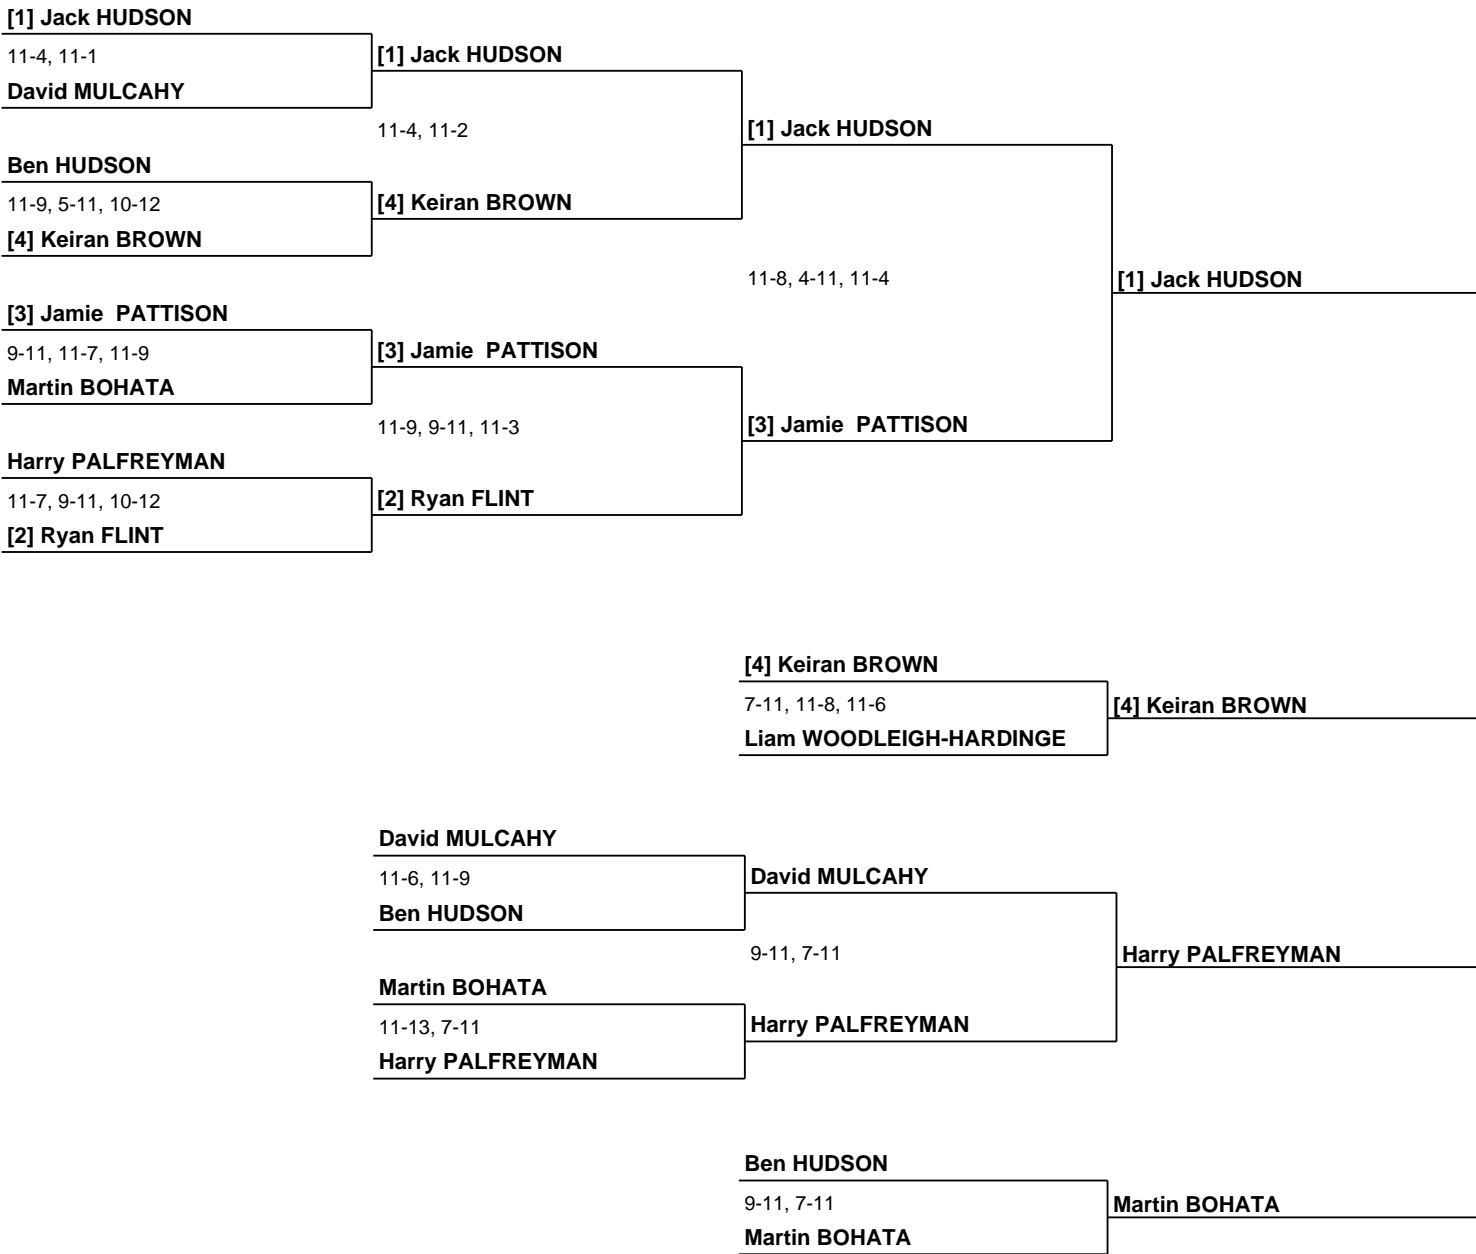 [1] Jack HUDSON
11-4, 11-1
[1] Jack HUDSON
David MULCAHY
11-4, 11-2
[1] Jack HUDSON
Ben HUDSON
11-9, 5-11, 10-12
[4] Keiran BROWN
[4] Keiran BROWN
11-8, 4-11, 11-4
[1] Jack HUDSON
[3] Jamie  PATTISON
9-11, 11-7, 11-9
[3] Jamie  PATTISON
Martin BOHATA
11-9, 9-11, 11-3
[3] Jamie  PATTISON
Harry PALFREYMAN
11-7, 9-11, 10-12
[2] Ryan FLINT
[2] Ryan FLINT
[4] Keiran BROWN
7-11, 11-8, 11-6
[4] Keiran BROWN
Liam WOODLEIGH-HARDINGE
David MULCAHY
11-6, 11-9
David MULCAHY
Ben HUDSON
9-11, 7-11
Harry PALFREYMAN
Martin BOHATA
11-13, 7-11
Harry PALFREYMAN
Harry PALFREYMAN
Ben HUDSON
9-11, 7-11
Martin BOHATA
Martin BOHATA